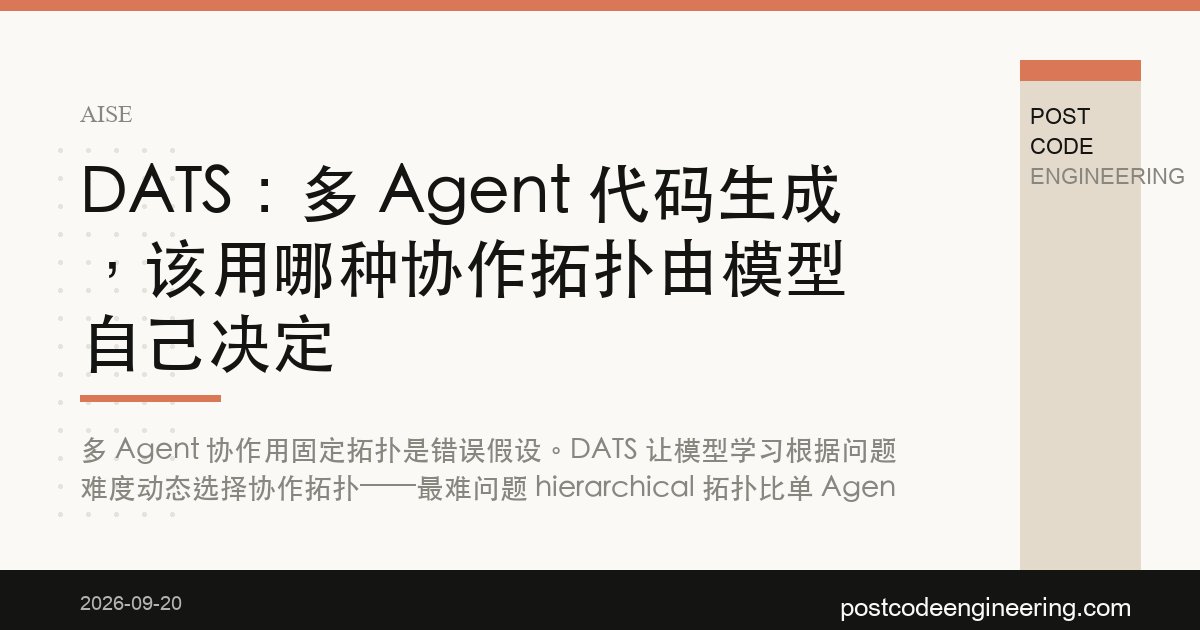 AISE
DATS：多 Agent 代码生成
，该用哪种协作拓扑由模型
自己决定
多 Agent 协作用固定拓扑是错误假设。DATS 让模型学习根据问题
难度动态选择协作拓扑——最难问题 hierarchical 拓扑比单 Agen
POST
CODE
ENGINEERING
2026-09-20
postcodeengineering.com